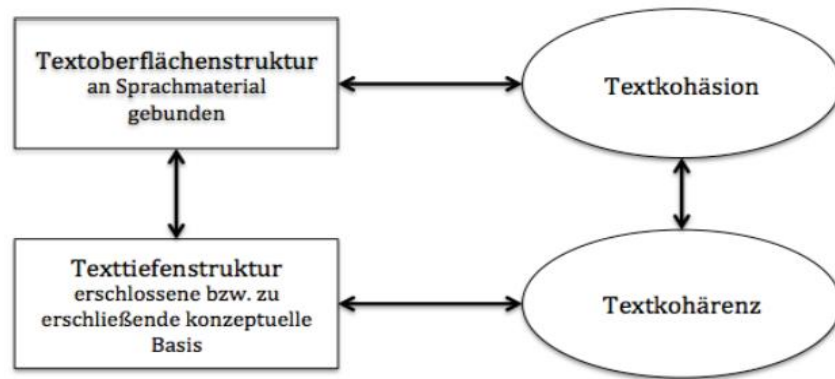 Textoberflächenstruktur
an Sprachmaterial
gebunden
Textkohäsion
Texttiefenstruktur
erschlossene bzw. zu
erschließende konzeptuelle
Basis
Textkohärenz